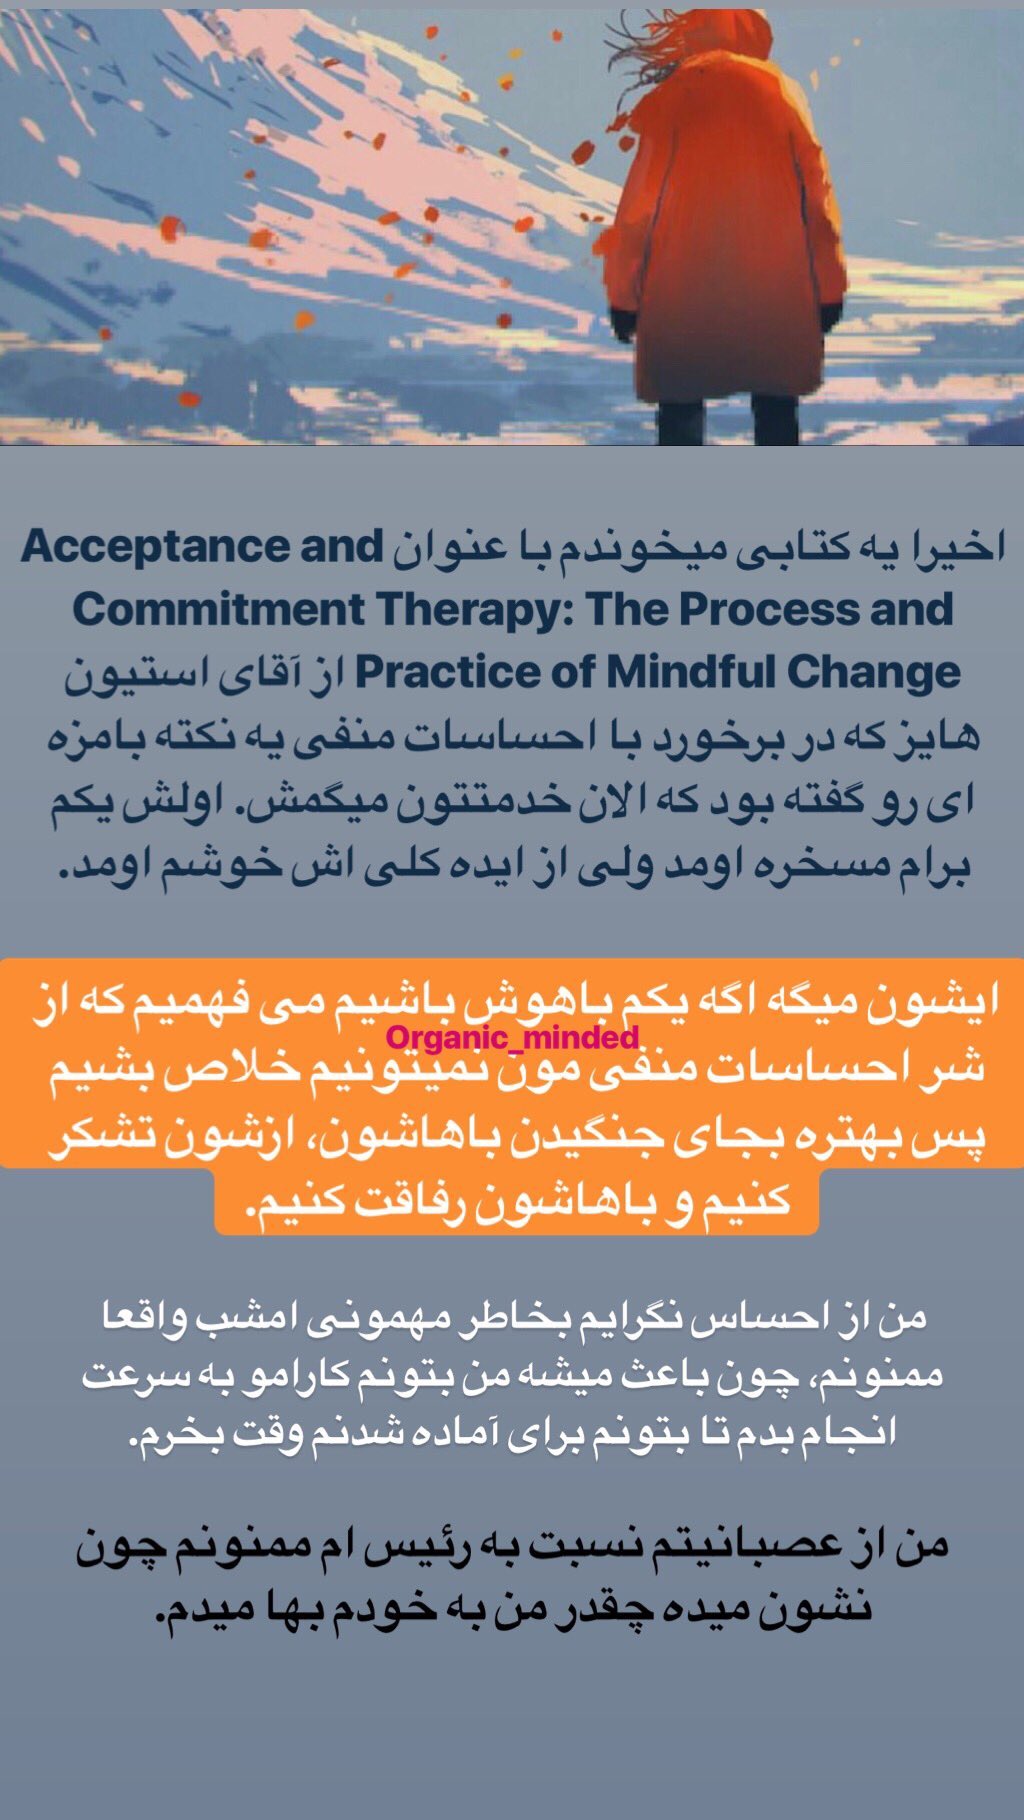 اخیرا یه کتابی میخوندم با عنوان Acceptance and
Commitment Therapy: The Process and
Practice of Mindful Change از آقای استیون
هایز که در برخورد با احساسات منفی یه نکته بامزه
ای رو گفته بود که الان خدمتتون میگمش. اولش یکم
برام مسخره اومد ولی از ایده کلی اش خوشم اومد.
ایشون میگه اگه یکم باهوش باشیم می فهمیم که از
Organic_minded
شر احساسات منفی مون نمیتونیم خلاص بشیم
پس بهتره بجای جنگیدن باهاشون، ازشون تشکر
کنیم و باهاشون رفاقت کنیم.
من از احساس نگرایم بخاطر مهمونی امشب واقعا
ممنونم، چون باعث میشه من بتونم کارامو به سرعت
انجام بدم تا بتونم برای آماده شدنم وقت بخرم.
من از عصبانیتم نسبت به رئیس ام ممنونم چون
نشون میده چقدر من به خودم بها میدم.